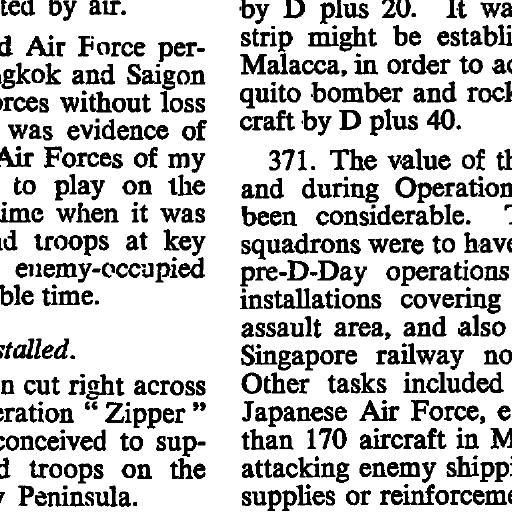 ted by air.
d Air Force per-
gkok and Saigon
rces without loss
was evidence of
Air Forces of my
to play on the
ime when it was
d troops at key
enemy-occupied
ble time.
stalled.
n cut right across
eration " Zipper "
conceived to sup-
d troops on the
y Peninsula.
by D plus 20. It wa
strip might be establi
Malacca, in order to ac
quito bomber and rock
craft by D plus 40.
371. The value of th
and during Operation
been considerable.
squadrons were to have
pre-D-Day operations
installations covering
assault area, and also
Singapore railway no
Other tasks included
Japanese Air Force, e
than 170 aircraft in M
attacking enemy shippi
supplies or reinforceme